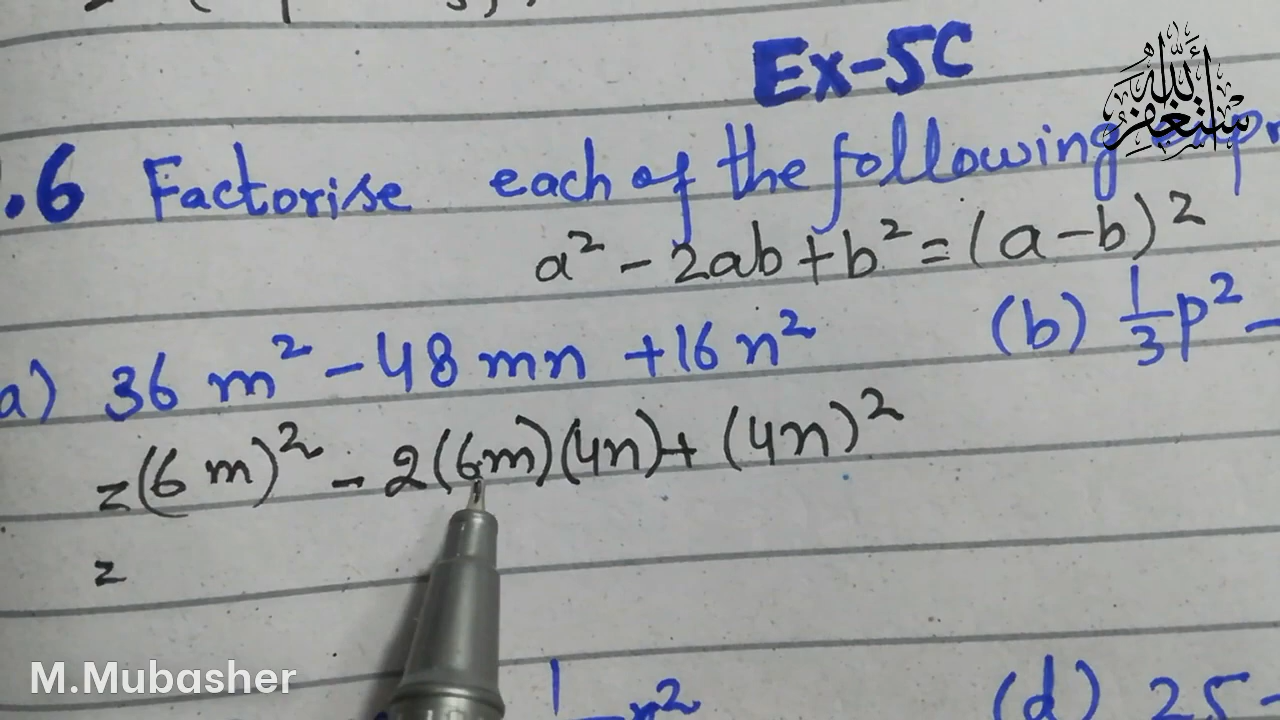 Ex-5C
أستغفر الله
.6 Factorise each of the following
a² - 2ab + b² = (a - b)²
a) 36 m² - 48 mn + 16 n² (b) 1/3 p² -
= (6 m)² - 2(6m)(4n) + (4n)²
=
M.Mubasher
(d) 25